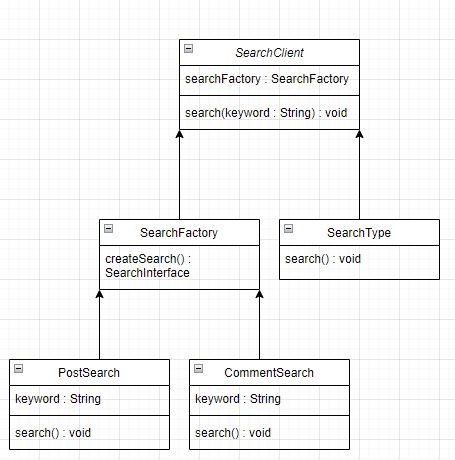 SearchClient
searchFactory : SearchFactory
search(keyword : String) : void
SearchFactory
createSearch() :
SearchInterface
SearchType
search() : void
PostSearch
keyword : String
search() : void
CommentSearch
keyword : String
search() : void